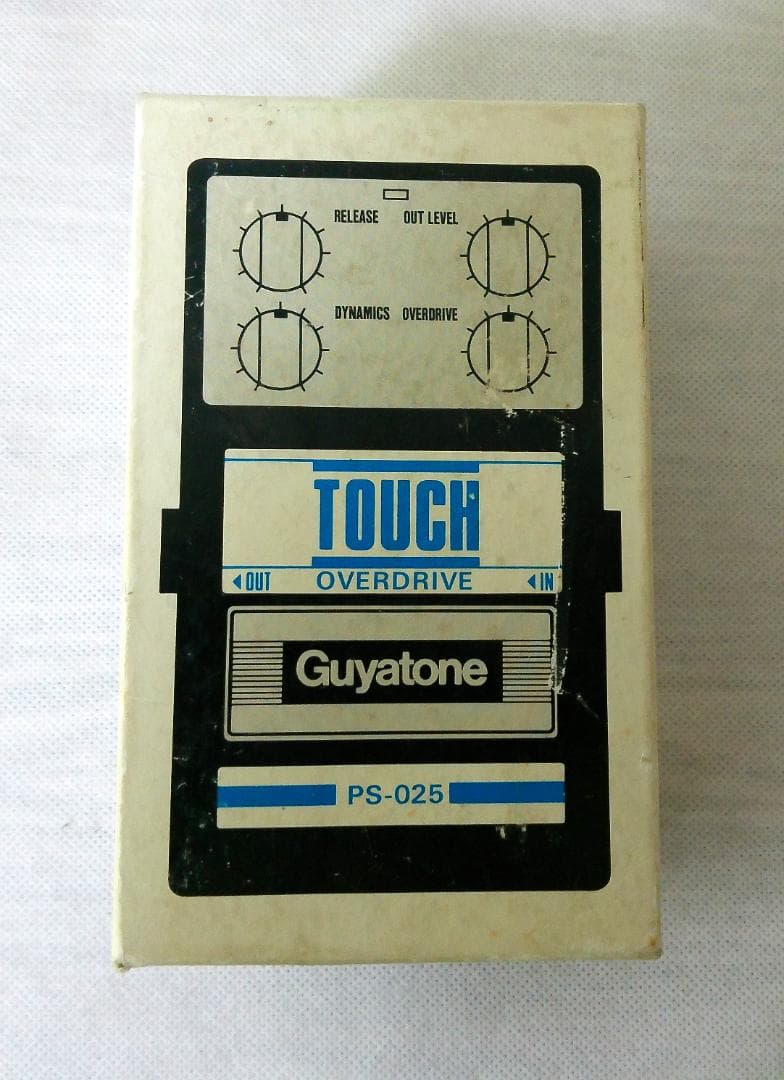 RELEASE OUT LEVEL
DYNAMICS OVERDRIVE
TOUCH
◀OUT OVERDRIVE ◀IN
Guyatone
PS-025